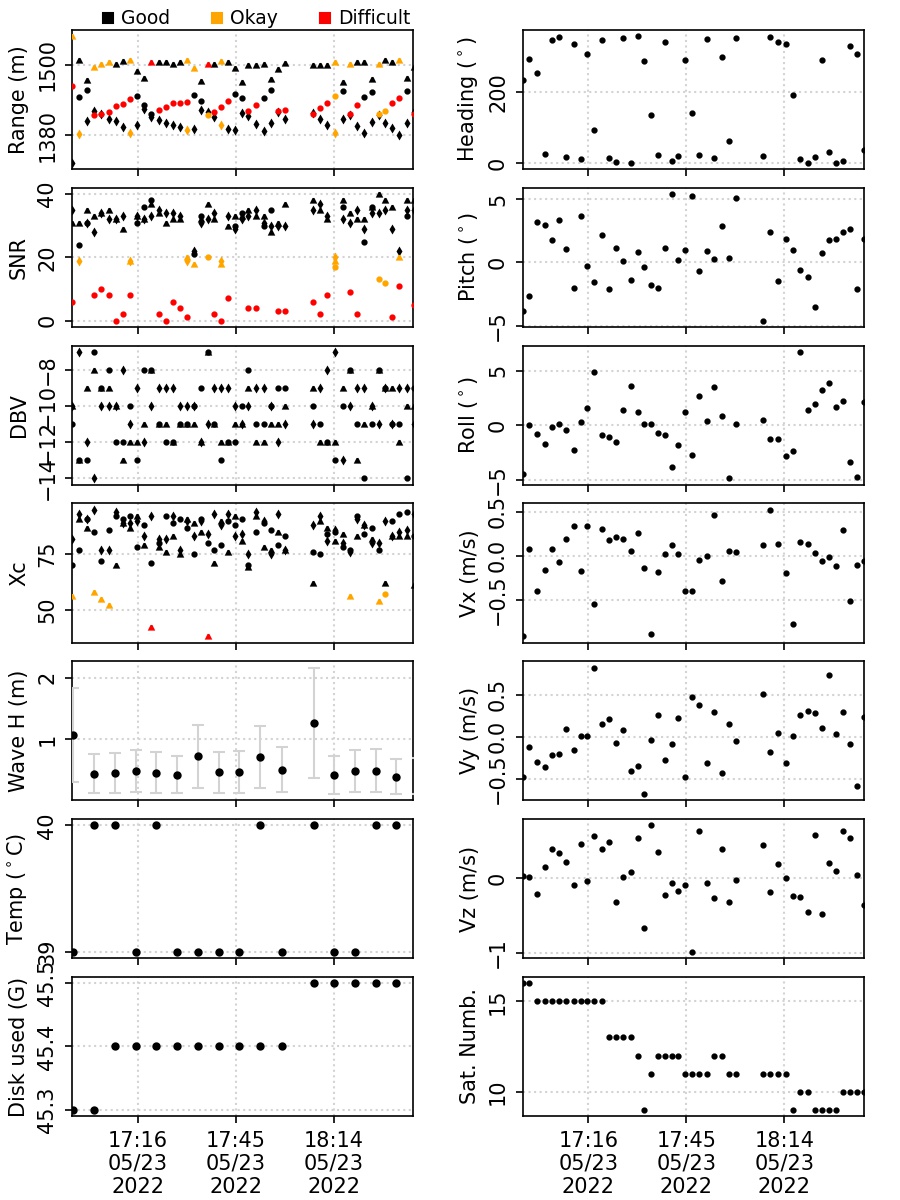 Good Okay Difficult
Range (m)
1500
1380
Heading (°)
200
0
SNR
40
20
0
Pitch (°)
5
0
−5
DBV
−8
−10
−12
−14
Roll (°)
5
0
−5
Xc
75
50
Vx (m/s)
0.5
0.0
−0.5
Wave H (m)
2
1
Vy (m/s)
0.5
0.0
−0.5
Temp (°C)
40
39
Vz (m/s)
0
−1
Disk used (G)
45.5
45.4
45.3
Sat. Numb.
15
10
17:16 17:45 18:14
05/23 05/23 05/23
2022 2022 2022
17:16 17:45 18:14
05/23 05/23 05/23
2022 2022 2022